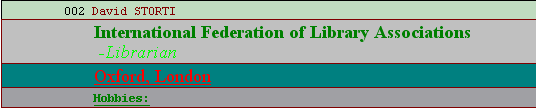 002 David STORTI
International Federation of Library Associations
-Librarian
Oxford, London
Hobbies: